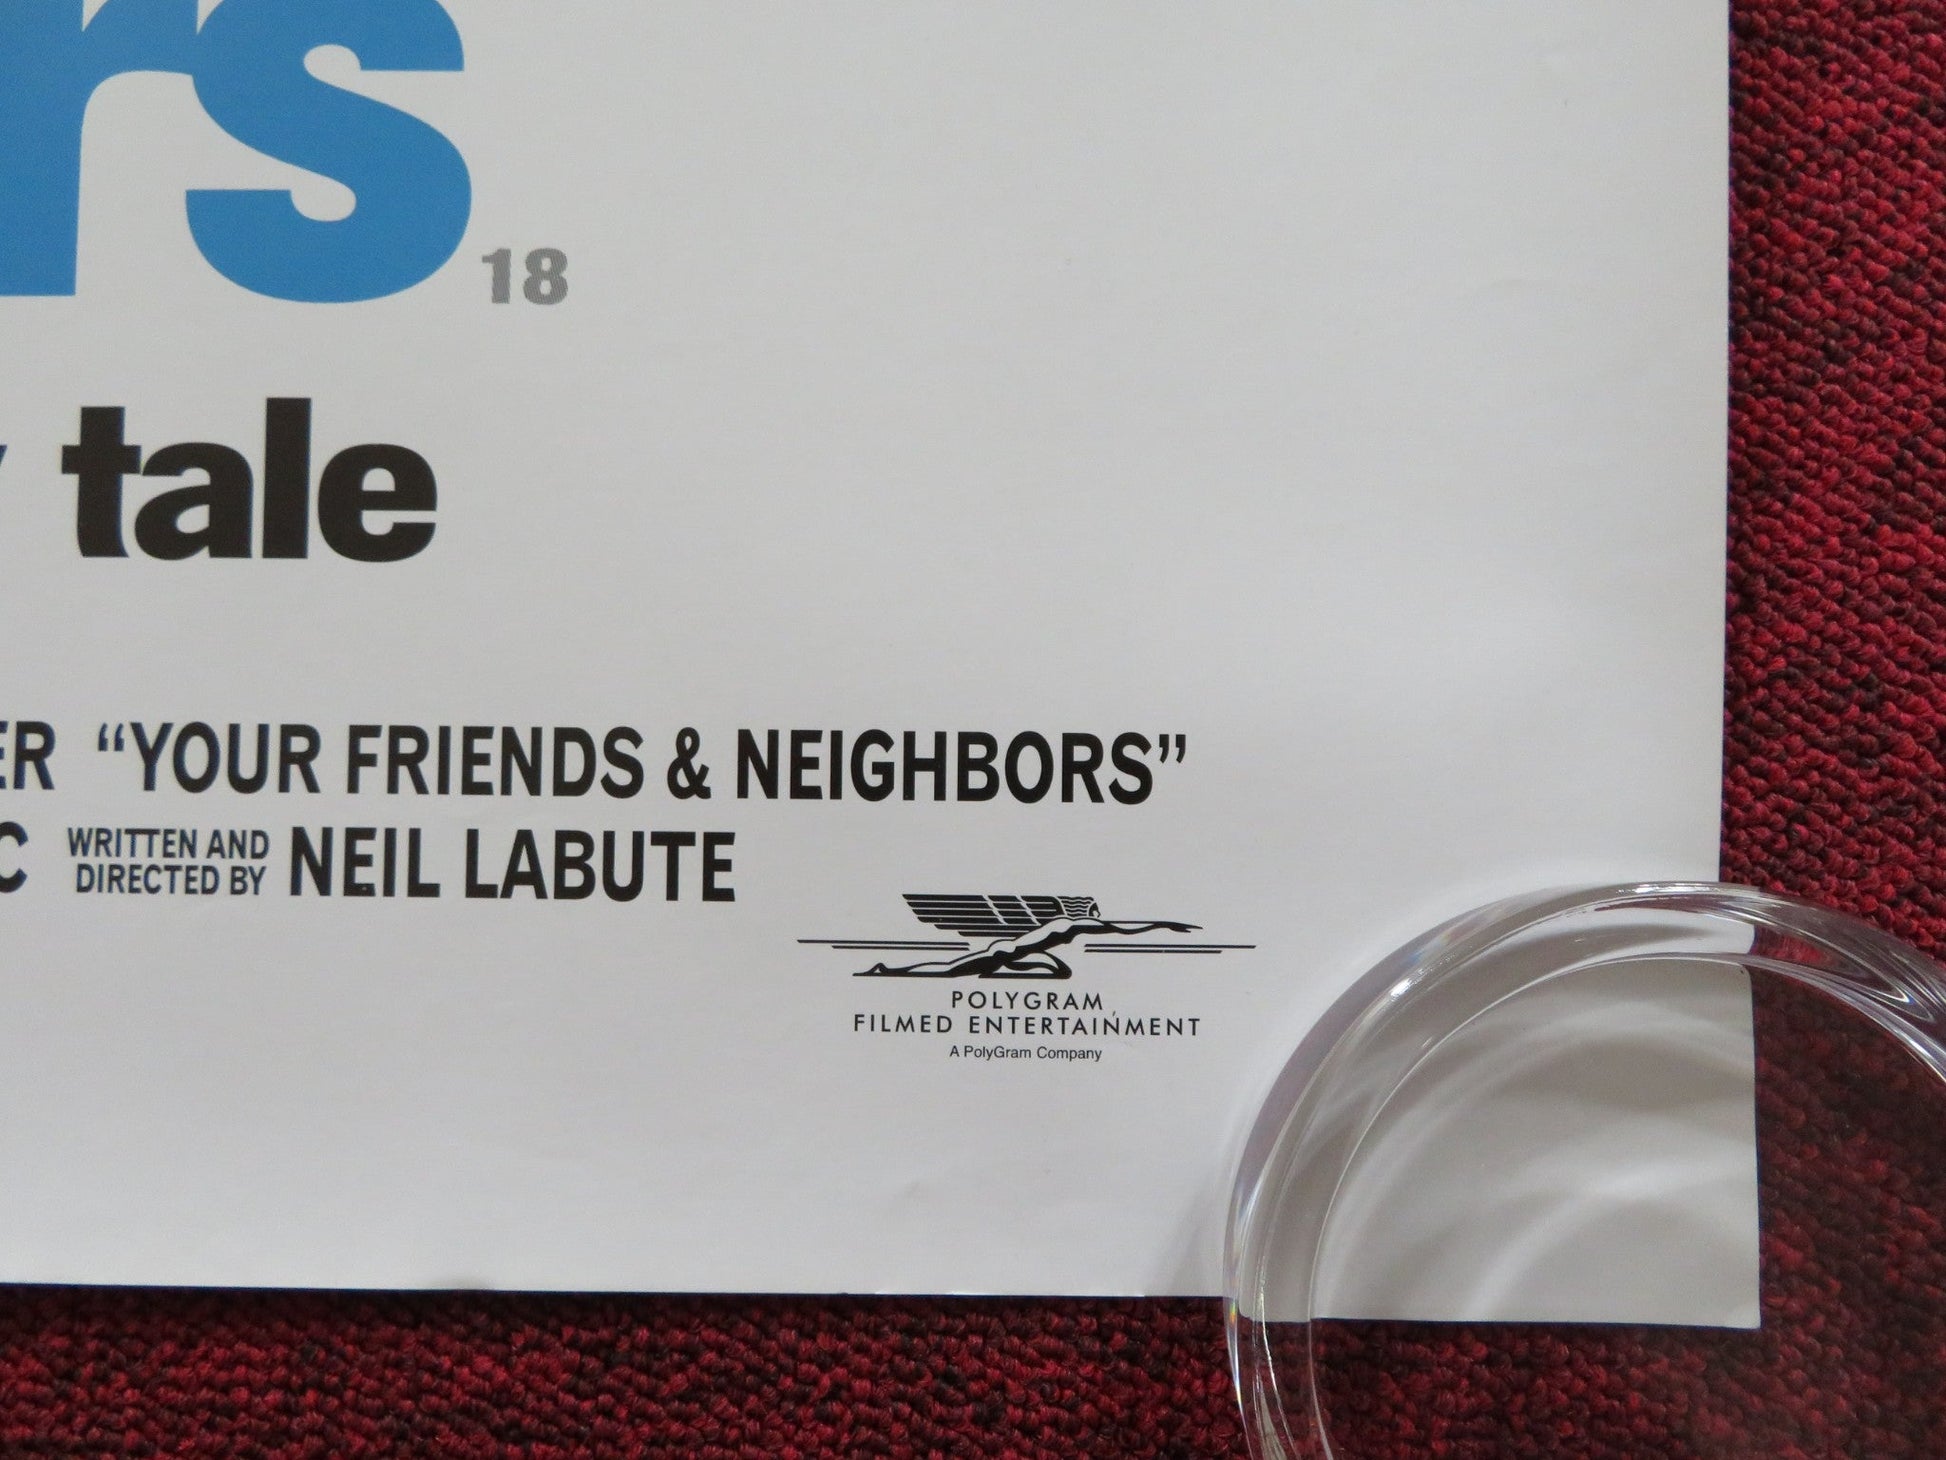 rs 18
tale
ER “YOUR FRIENDS & NEIGHBORS”
C WRITTEN AND DIRECTED BY NEIL LABUTE
POLYGRAM
FILMED ENTERTAINMENT
A PolyGram Company